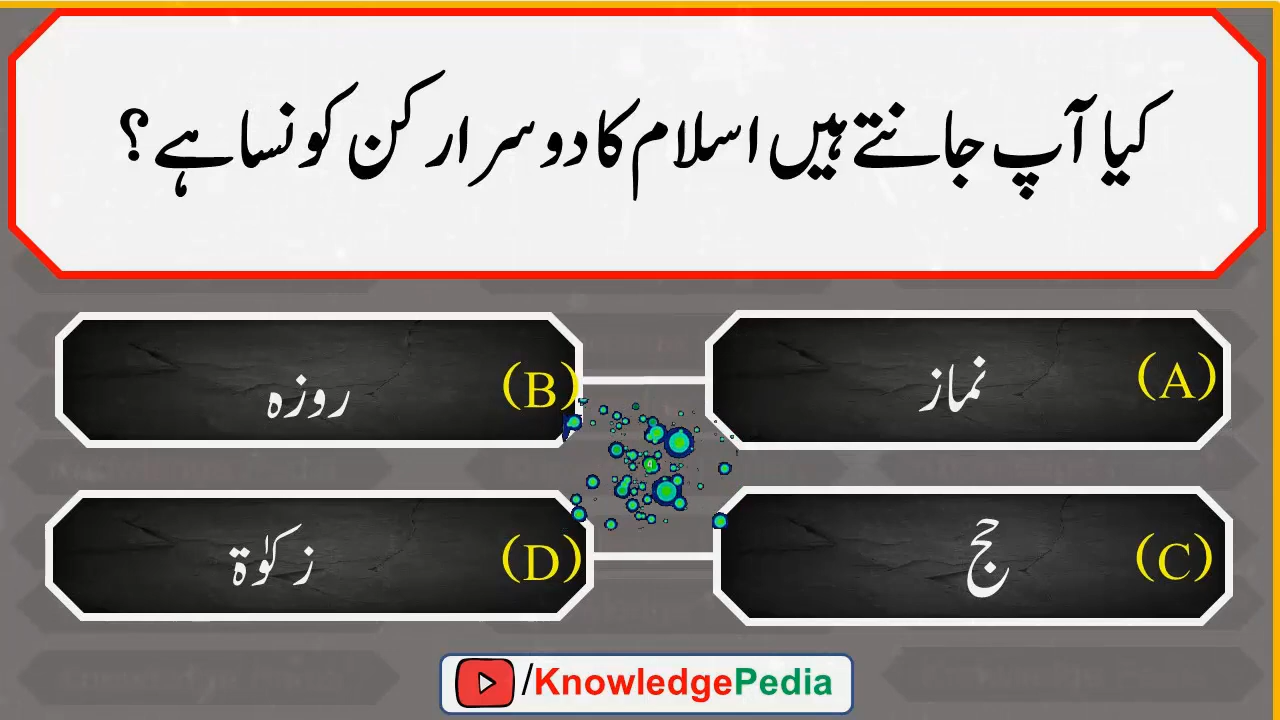 کیا آپ جانتے ہیں اسلام کا دوسرا رکن کونسا ہے ؟
(A) نماز
(B) روزہ
(C) حج
(D) زکوٰۃ
/KnowledgePedia